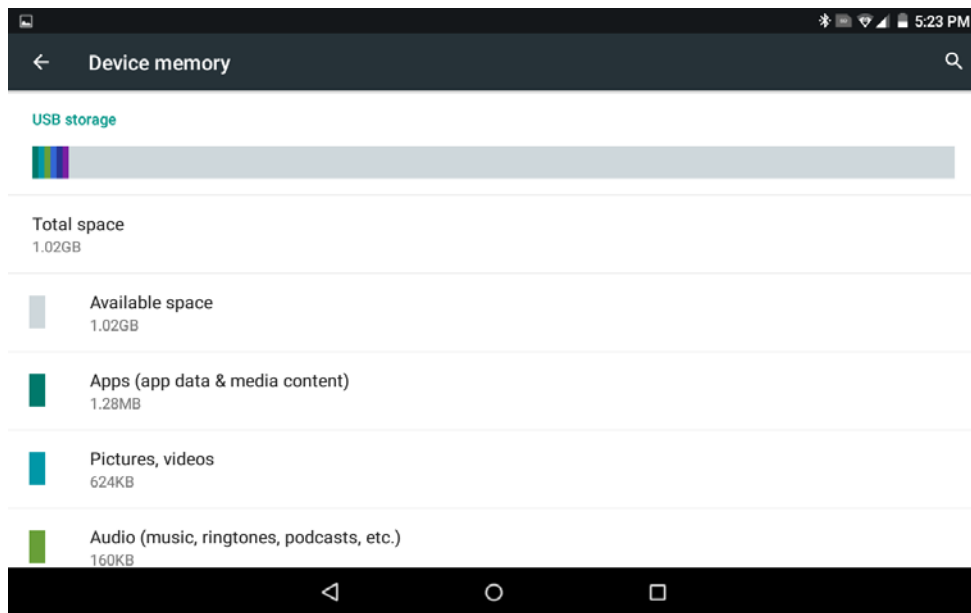 5:23 PM
Device memory
USB storage
Total space
1.02GB
Available space
1.02GB
Apps (app data & media content)
1.28MB
Pictures, videos
624KB
Audio (music, ringtones, podcasts, etc.)
160KB